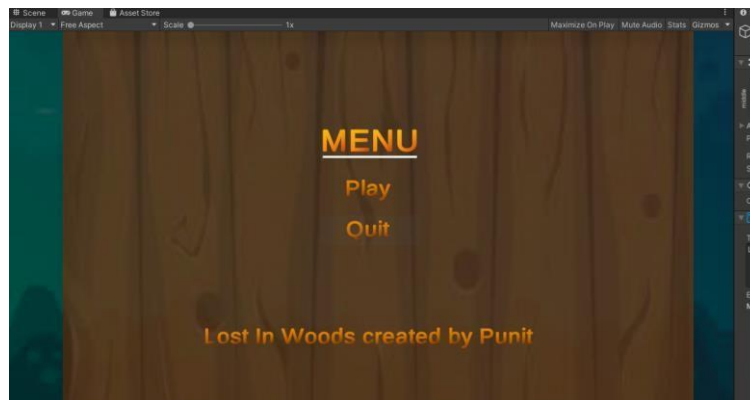 Scene Game Asset Store
Display 1 Free Aspect Scale 1x Maximize On Play Mute Audio Stats Gizmos
MENU
Play
Quit
Lost In Woods created by Punit